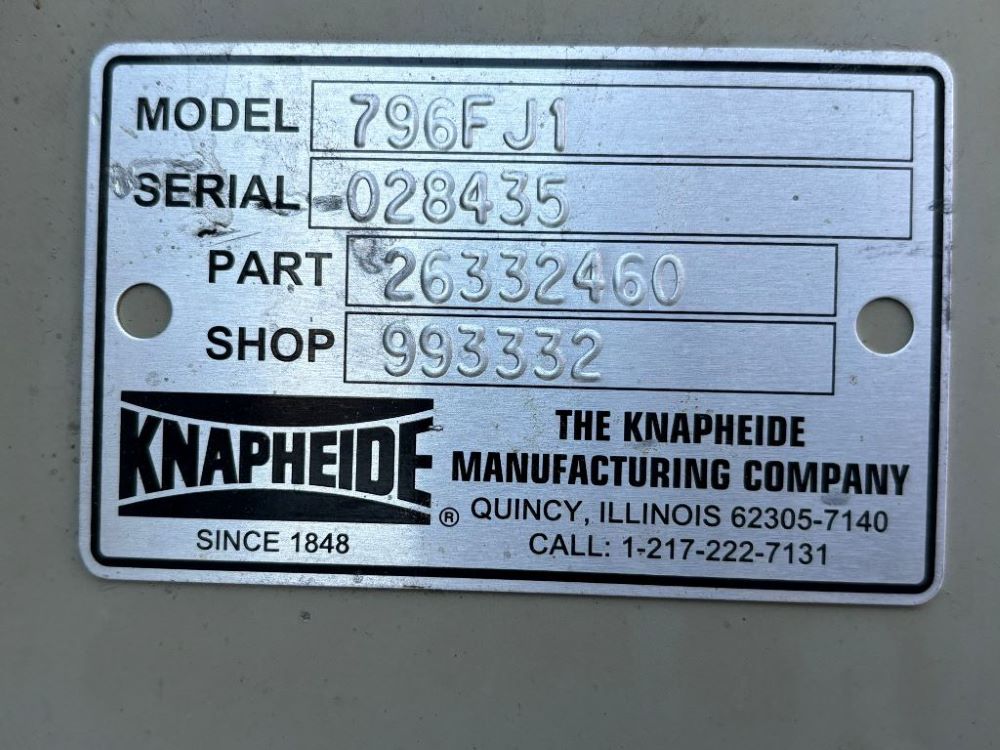 MODEL 796FJ1
SERIAL 028435
PART 26332460
SHOP 993332
KNAPHEIDE ®
SINCE 1848
THE KNAPHEIDE
MANUFACTURING COMPANY
QUINCY, ILLINOIS 62305-7140
CALL: 1-217-222-7131